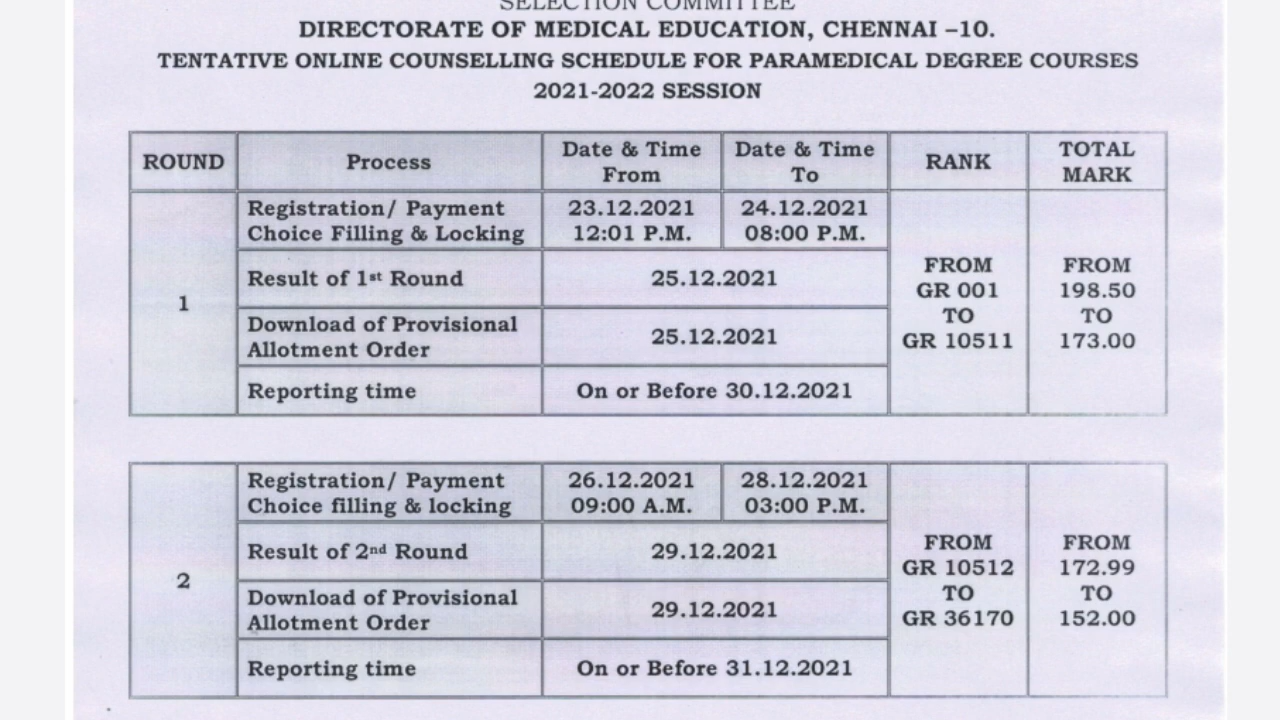 SELECTION COMMITTEE
DIRECTORATE OF MEDICAL EDUCATION, CHENNAI –10.
TENTATIVE ONLINE COUNSELLING SCHEDULE FOR PARAMEDICAL DEGREE COURSES
2021-2022 SESSION
ROUND
Process
Date & Time
From
Date & Time
To
RANK
TOTAL
MARK
1
Registration/ Payment
Choice Filling & Locking
23.12.2021
12:01 P.M.
24.12.2021
08:00 P.M.
Result of 1st Round
25.12.2021
Download of Provisional
Allotment Order
25.12.2021
Reporting time
On or Before 30.12.2021
FROM
GR 001
TO
GR 10511
FROM
198.50
TO
173.00
2
Registration/ Payment
Choice filling & locking
26.12.2021
09:00 A.M.
28.12.2021
03:00 P.M.
Result of 2nd Round
29.12.2021
Download of Provisional
Allotment Order
29.12.2021
Reporting time
On or Before 31.12.2021
FROM
GR 10512
TO
GR 36170
FROM
172.99
TO
152.00